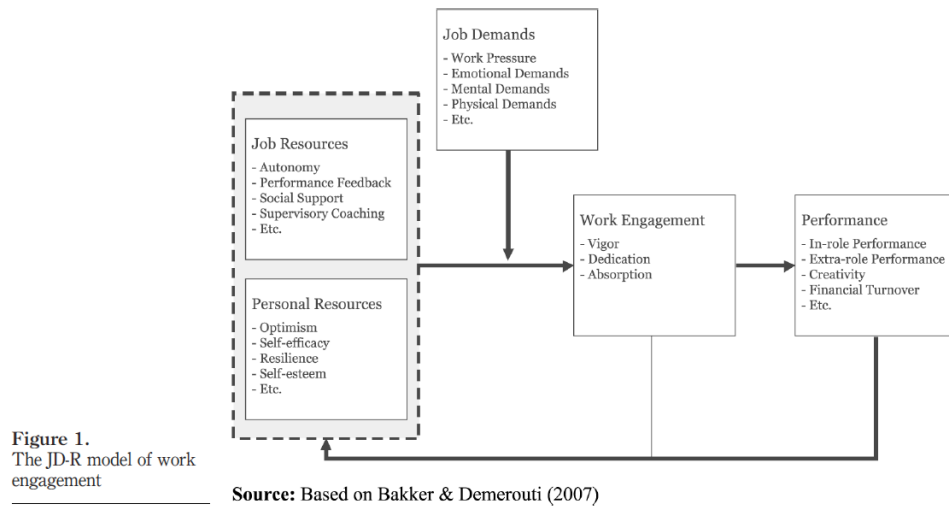 Job Demands
- Work Pressure
- Emotional Demands
- Mental Demands
- Physical Demands
- Etc.
Job Resources
- Autonomy
- Performance Feedback
- Social Support
- Supervisory Coaching
- Etc.
Personal Resources
- Optimism
- Self-efficacy
- Resilience
- Self-esteem
- Etc.
Work Engagement
- Vigor
- Dedication
- Absorption
Performance
- In-role Performance
- Extra-role Performance
- Creativity
- Financial Turnover
- Etc.
Figure 1.
The JD-R model of work
engagement
Source: Based on Bakker & Demerouti (2007)